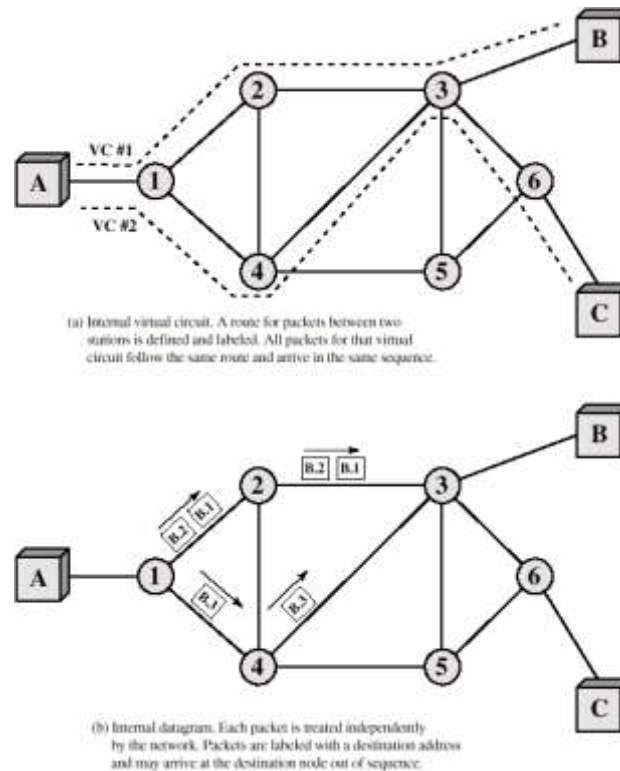 B
2
3
VC #1
A
1
6
VC #2
4
5
C
(a) Internal virtual circuit. A route for packets between two
stations is defined and labeled. All packets for that virtual
circuit follow the same route and arrive in the same sequence.
B
B.2 B.1
2
3
B.2 B.1
A
1
6
B.3
B.3
4
5
C
(b) Internal datagram. Each packet is treated independently
by the network. Packets are labeled with a destination address
and may arrive at the destination node out of sequence.